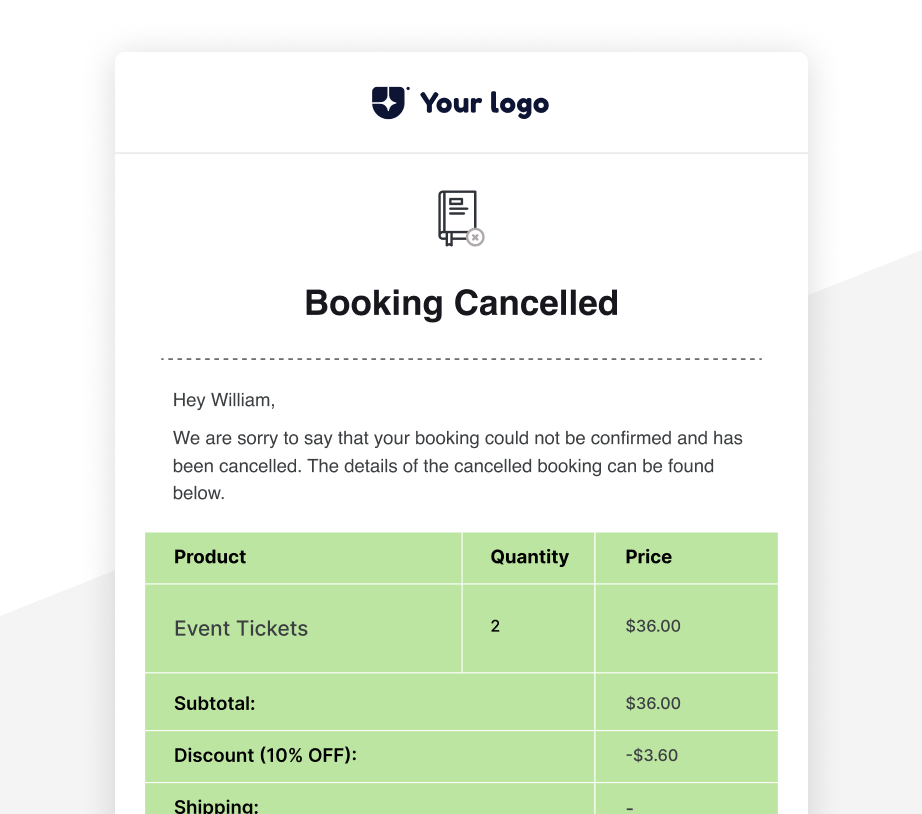 Your logo
Booking Cancelled
Hey William,
We are sorry to say that your booking could not be confirmed and has
been cancelled. The details of the cancelled booking can be found
below.
Product Quantity Price
Event Tickets 2 $36.00
Subtotal: $36.00
Discount (10% OFF): -$3.60
Shipping: -